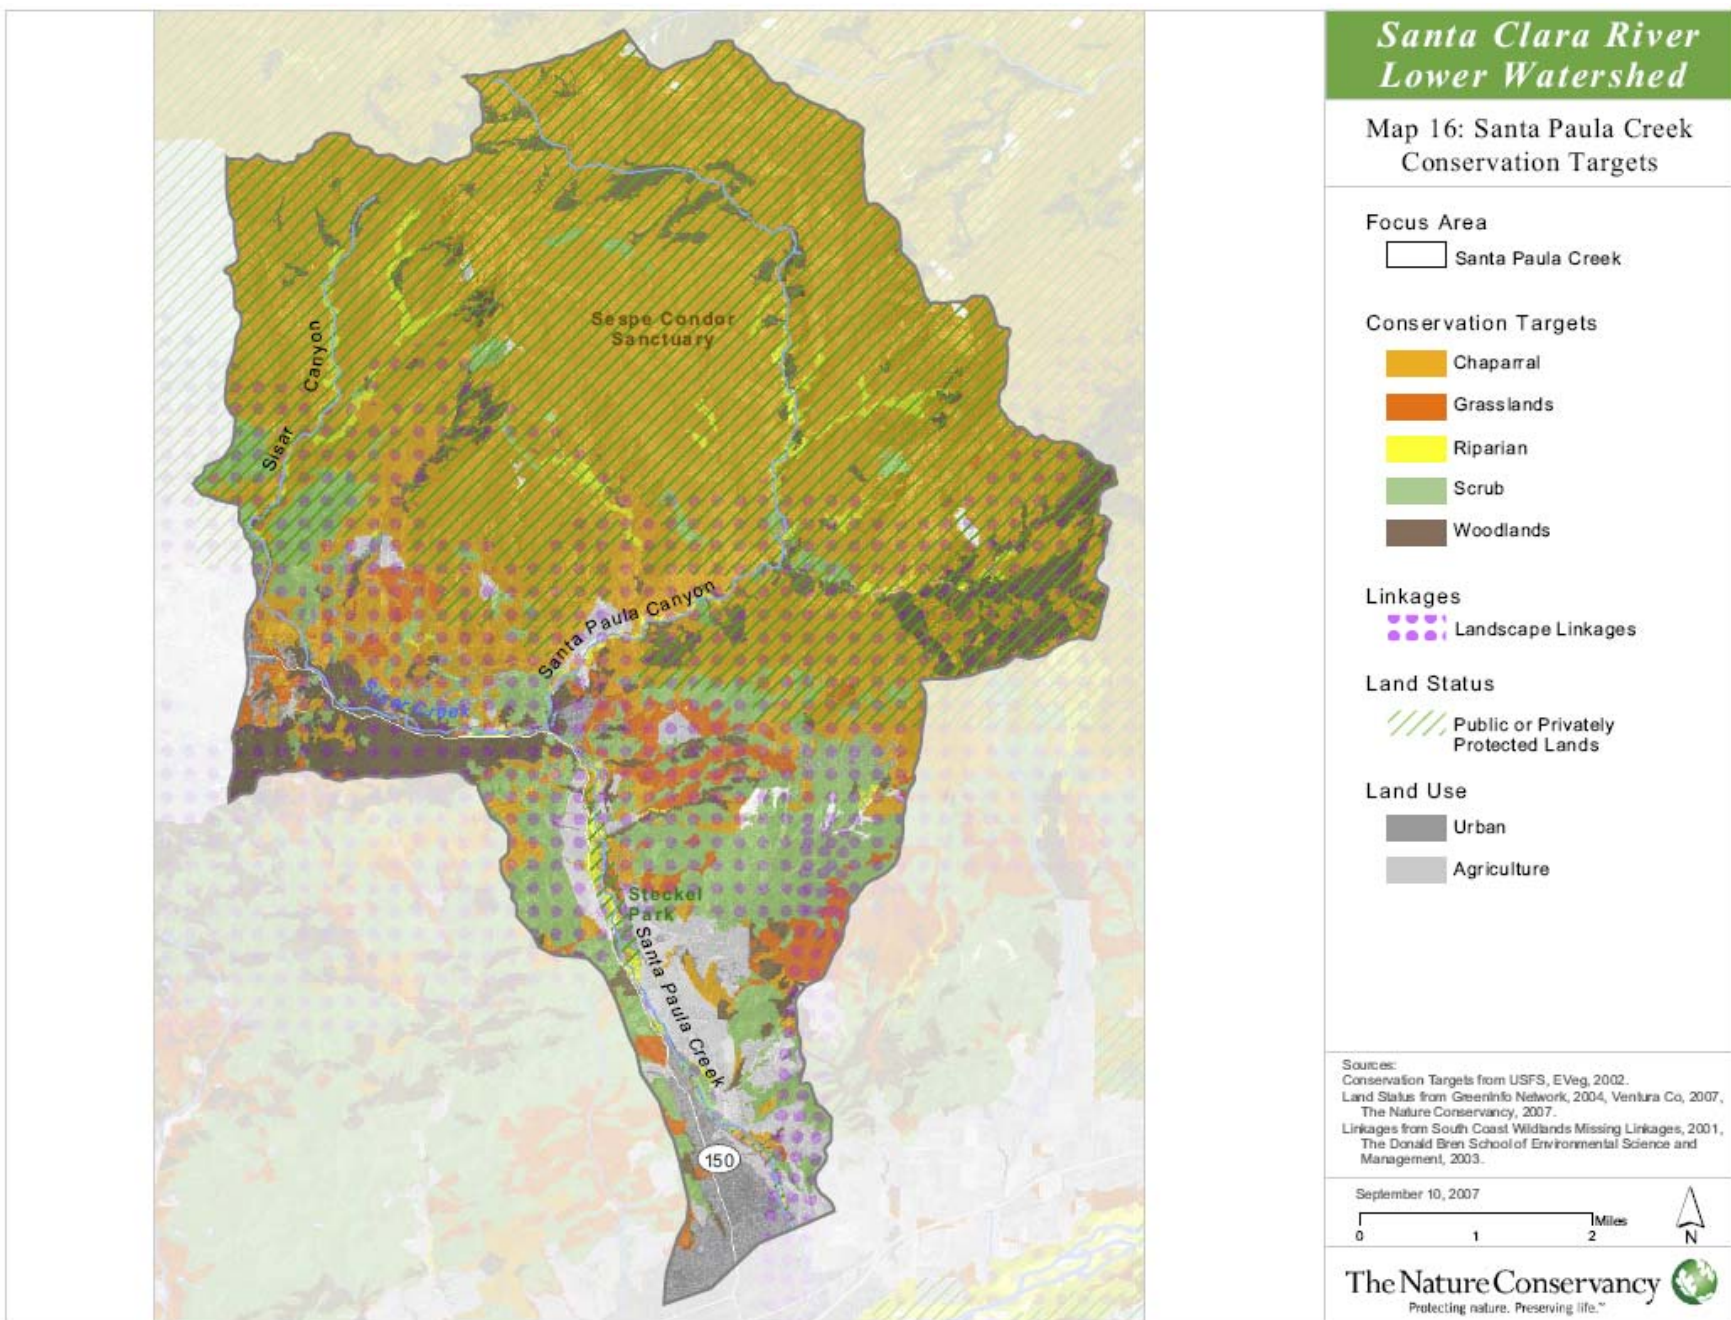 Santa Clara River
Lower Watershed
Map 16: Santa Paula Creek
Conservation Targets
Focus Area
Santa Paula Creek
Conservation Targets
Chaparral
Grasslands
Riparian
Scrub
Woodlands
Linkages
Landscape Linkages
Land Status
Public or Privately
Protected Lands
Land Use
Urban
Agriculture
Sources:
Conservation Targets from USFS, EVeg, 2002.
Land Status from GreenInfo Network, 2004, Ventura Co, 2007,
The Nature Conservancy, 2007.
Linkages from South Coast Wildlands Missing Linkages, 2001,
The Donald Bren School of Environmental Science and
Management, 2003.
September 10, 2007
Miles
0 1 2
N
The Nature Conservancy
Protecting nature. Preserving life.™
Sespe Condor
Sanctuary
Sisar Canyon
Santa Paula Canyon
Sisar Creek
Steckel
Park
Santa Paula Creek
150